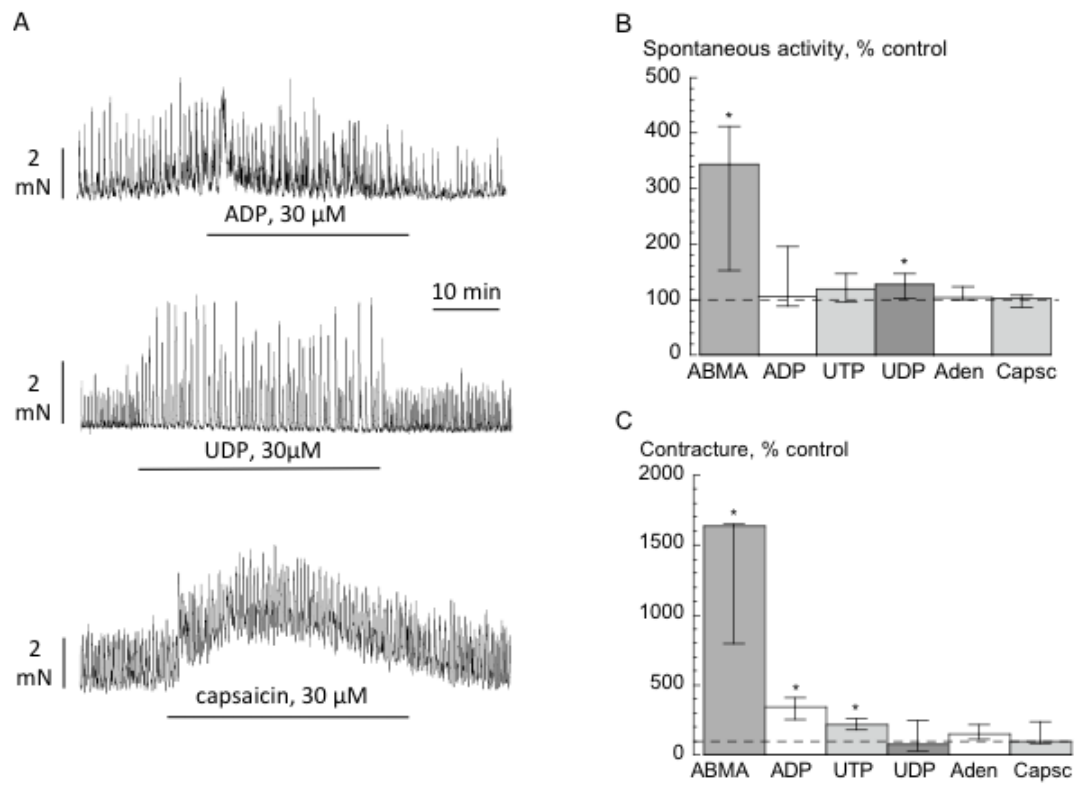 A
2
mN
ADP, 30 μM
10 min
2
mN
UDP, 30μM
2
mN
capsaicin, 30 μM
B
Spontaneous activity, % control
500
400
300
200
100
0
*
*
ABMA ADP UTP UDP Aden Capsc
C
Contracture, % control
2000
1500
1000
500
0
*
*
*
ABMA ADP UTP UDP Aden Capsc